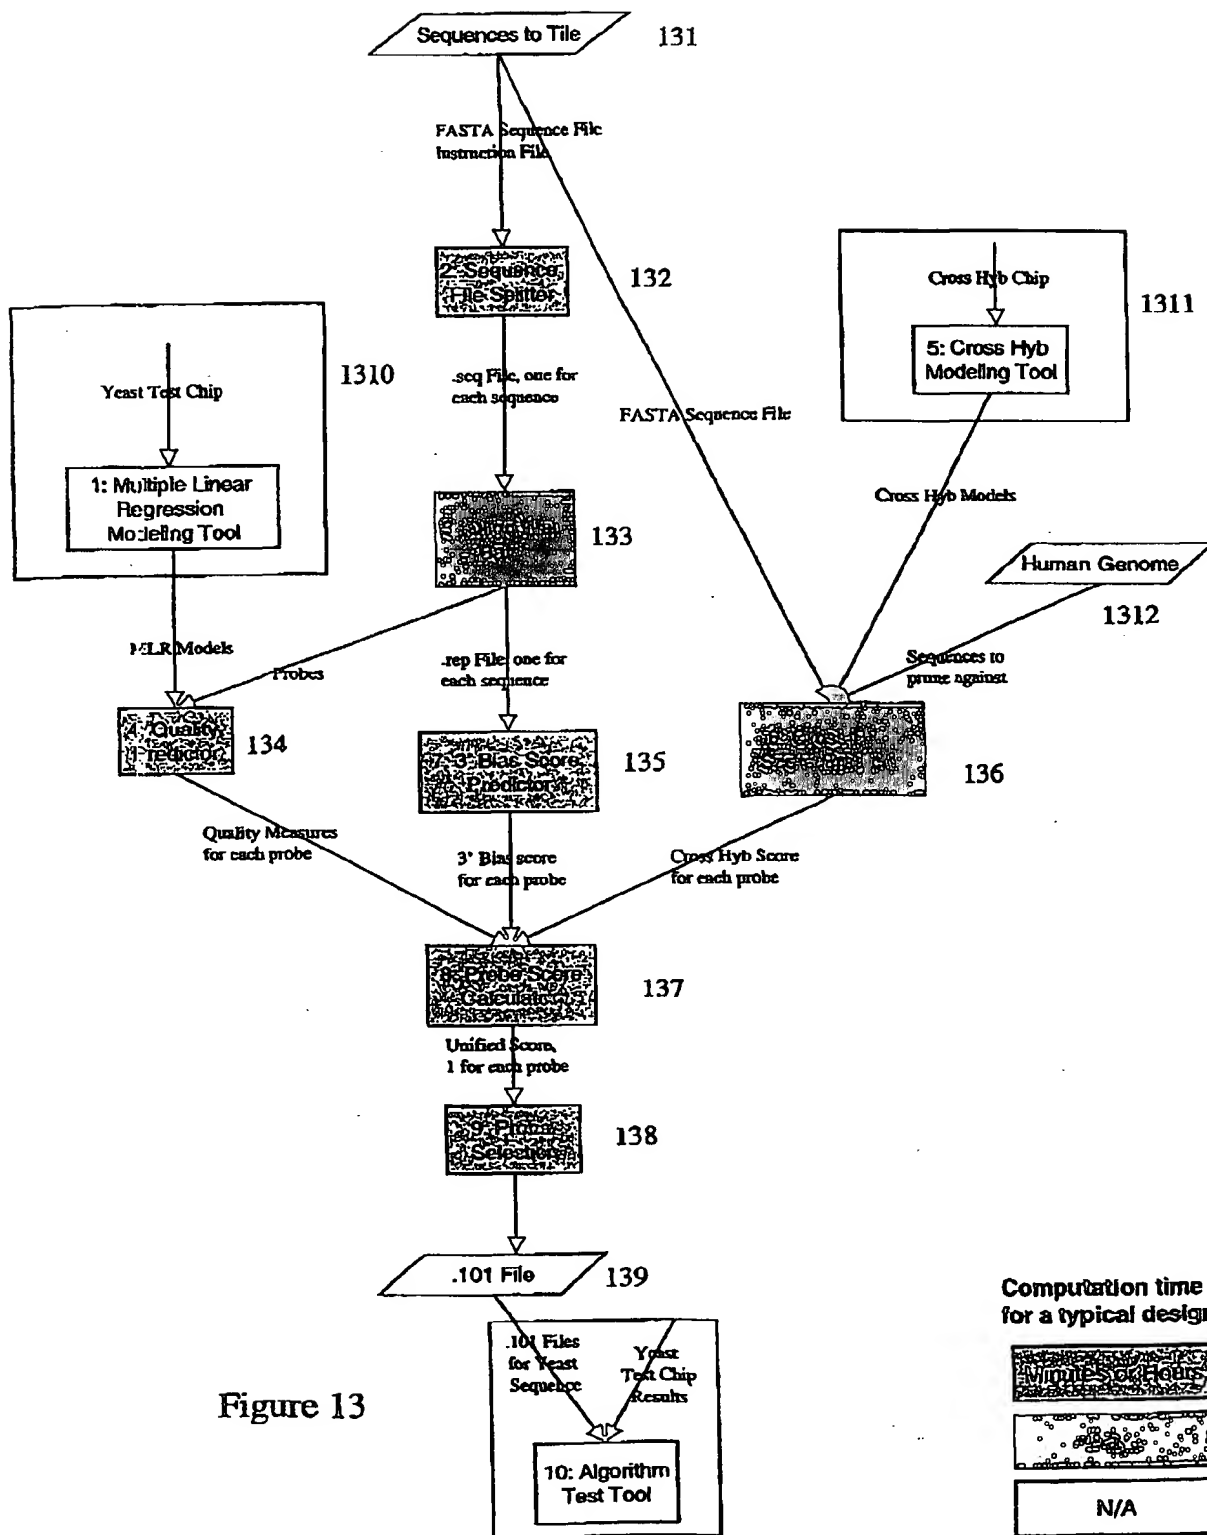 Sequences to Tile
131
FASTA Sequence File
Instruction File
2: Sequence
File Splitter
132
Cross Hyb Chip
1311
5: Cross Hyb
Modeling Tool
1310
Yeast Test Chip
1: Multiple Linear
Regression
Modeling Tool
.seq File, one for
each sequence
FASTA Sequence File
Cross Hyb Models
133
Human Genome
1312
MLR Models
Probes
.rep File, one for
each sequence
Sequences to
prune against
4: Quality
Predictor
134
7: 3' Bias Score
Predictor
135
136
Quality Measures
for each probe
3' Bias score
for each probe
Cross Hyb Score
for each probe
8: Probe Score
Calculator
137
Unified Score,
1 for each probe
9: Probe
Selection
138
.101 File
139
.101 Files
for Yeast
Sequence
Yeast
Test Chip
Results
10: Algorithm
Test Tool
Figure 13
Computation time
for a typical design
Minutes or Hours
N/A